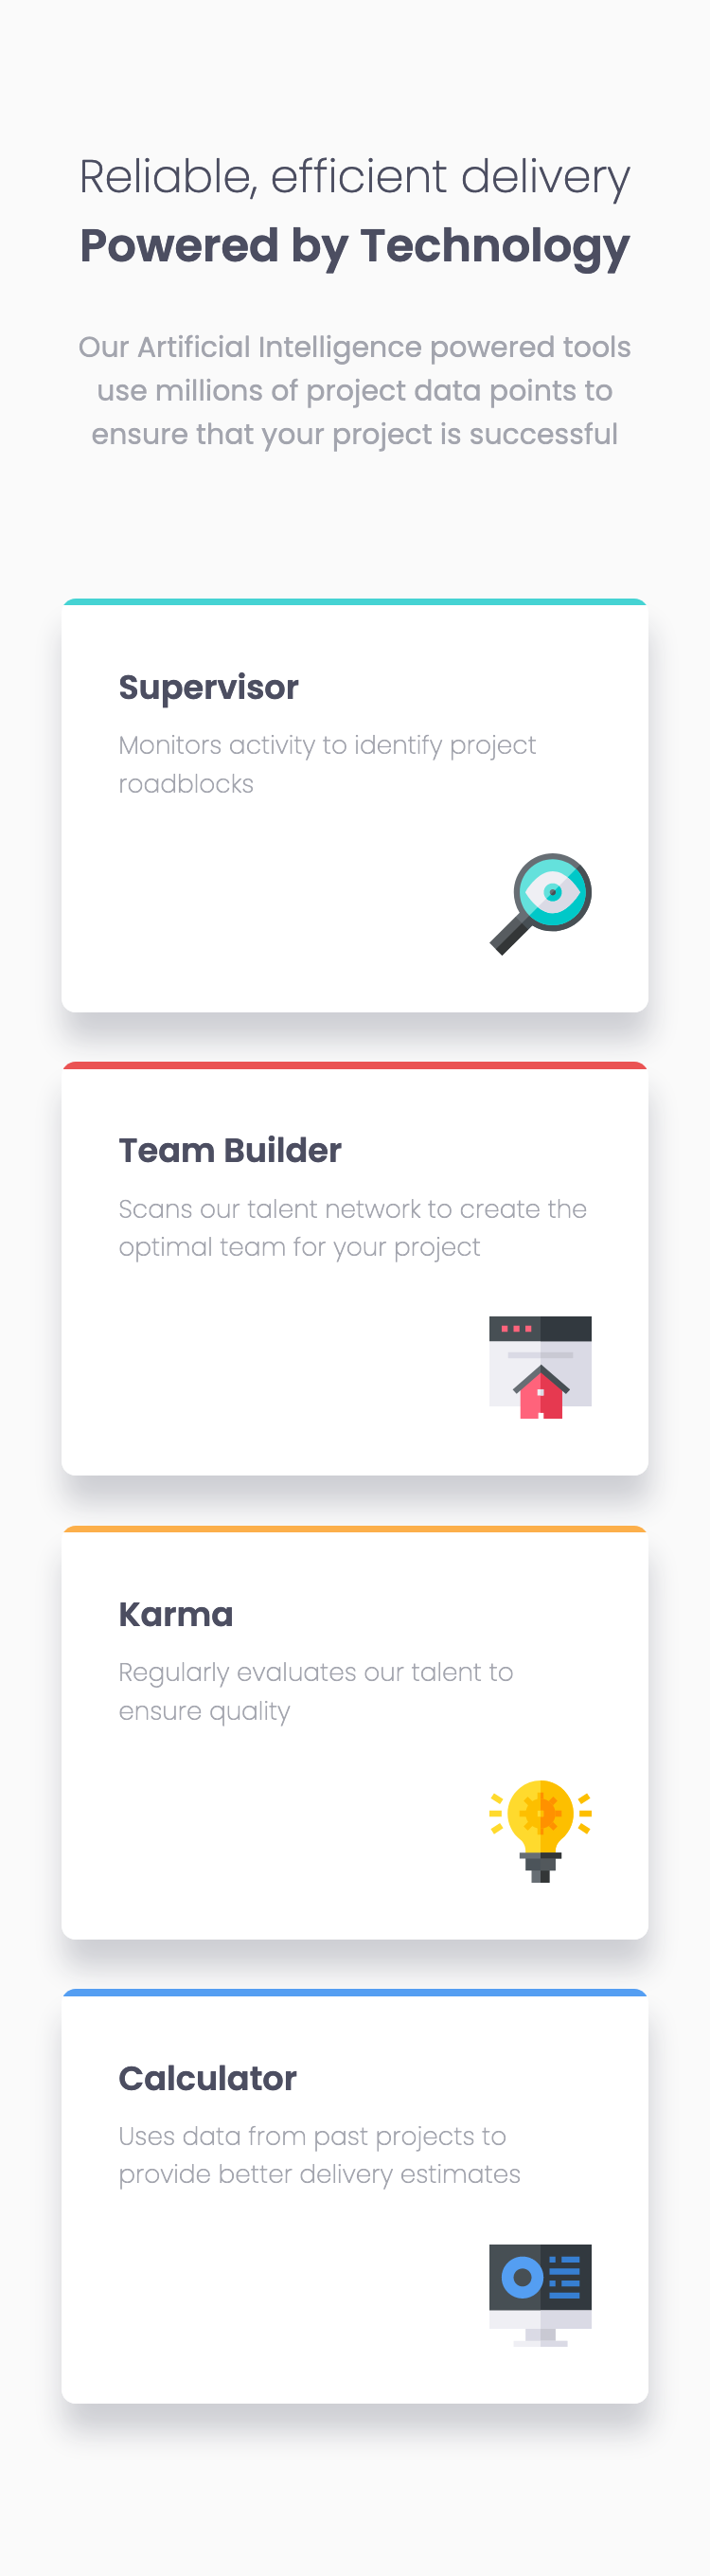 Reliable, efficient delivery
Powered by Technology
Our Artificial Intelligence powered tools
use millions of project data points to
ensure that your project is successful
Supervisor
Monitors activity to identify project
roadblocks
Team Builder
Scans our talent network to create the
optimal team for your project
Karma
Regularly evaluates our talent to
ensure quality
Calculator
Uses data from past projects to
provide better delivery estimates